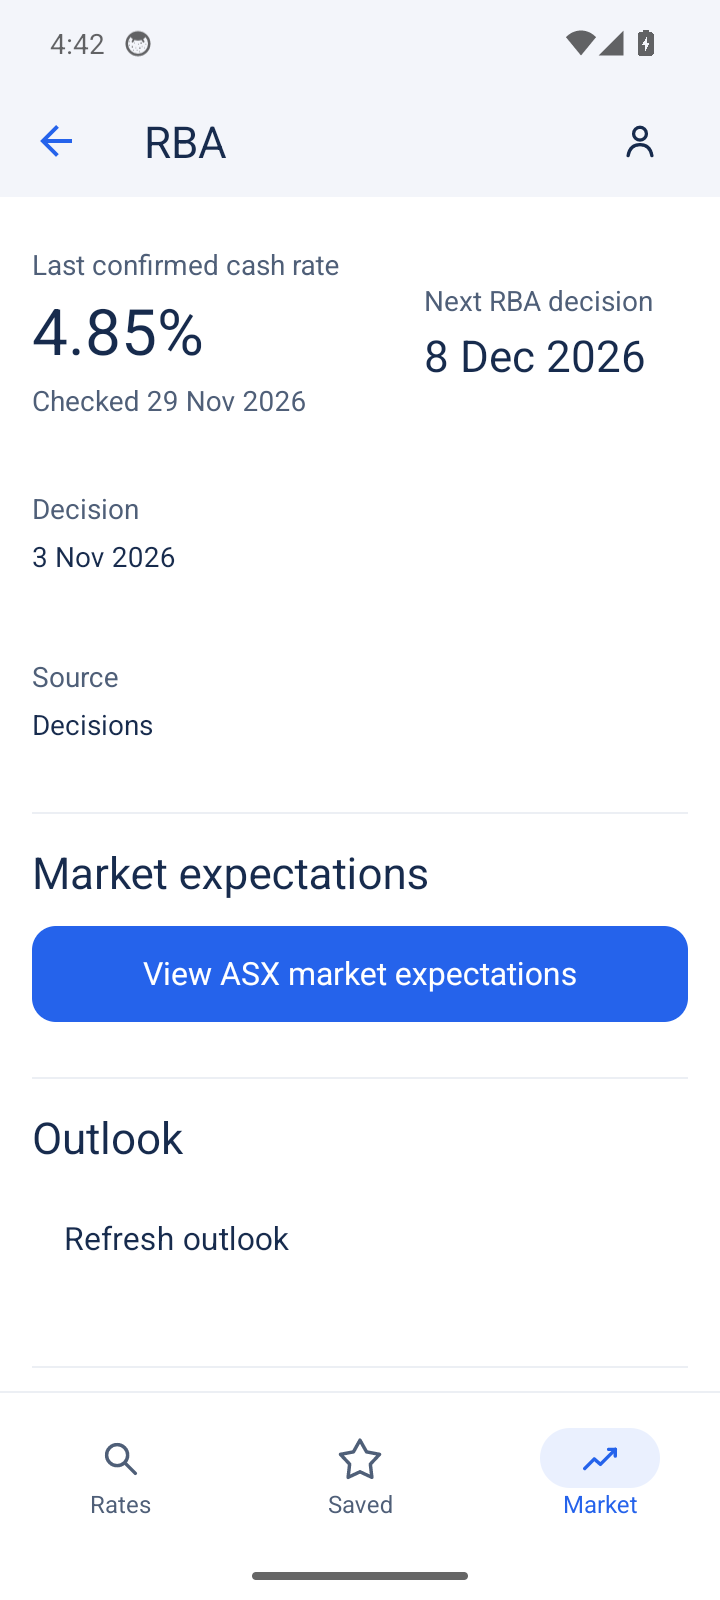 4:42
RBA
Last confirmed cash rate
4.85%
Checked 29 Nov 2026
Next RBA decision
8 Dec 2026
Decision
3 Nov 2026
Source
Decisions
Market expectations
View ASX market expectations
Outlook
Refresh outlook
Rates
Saved
Market